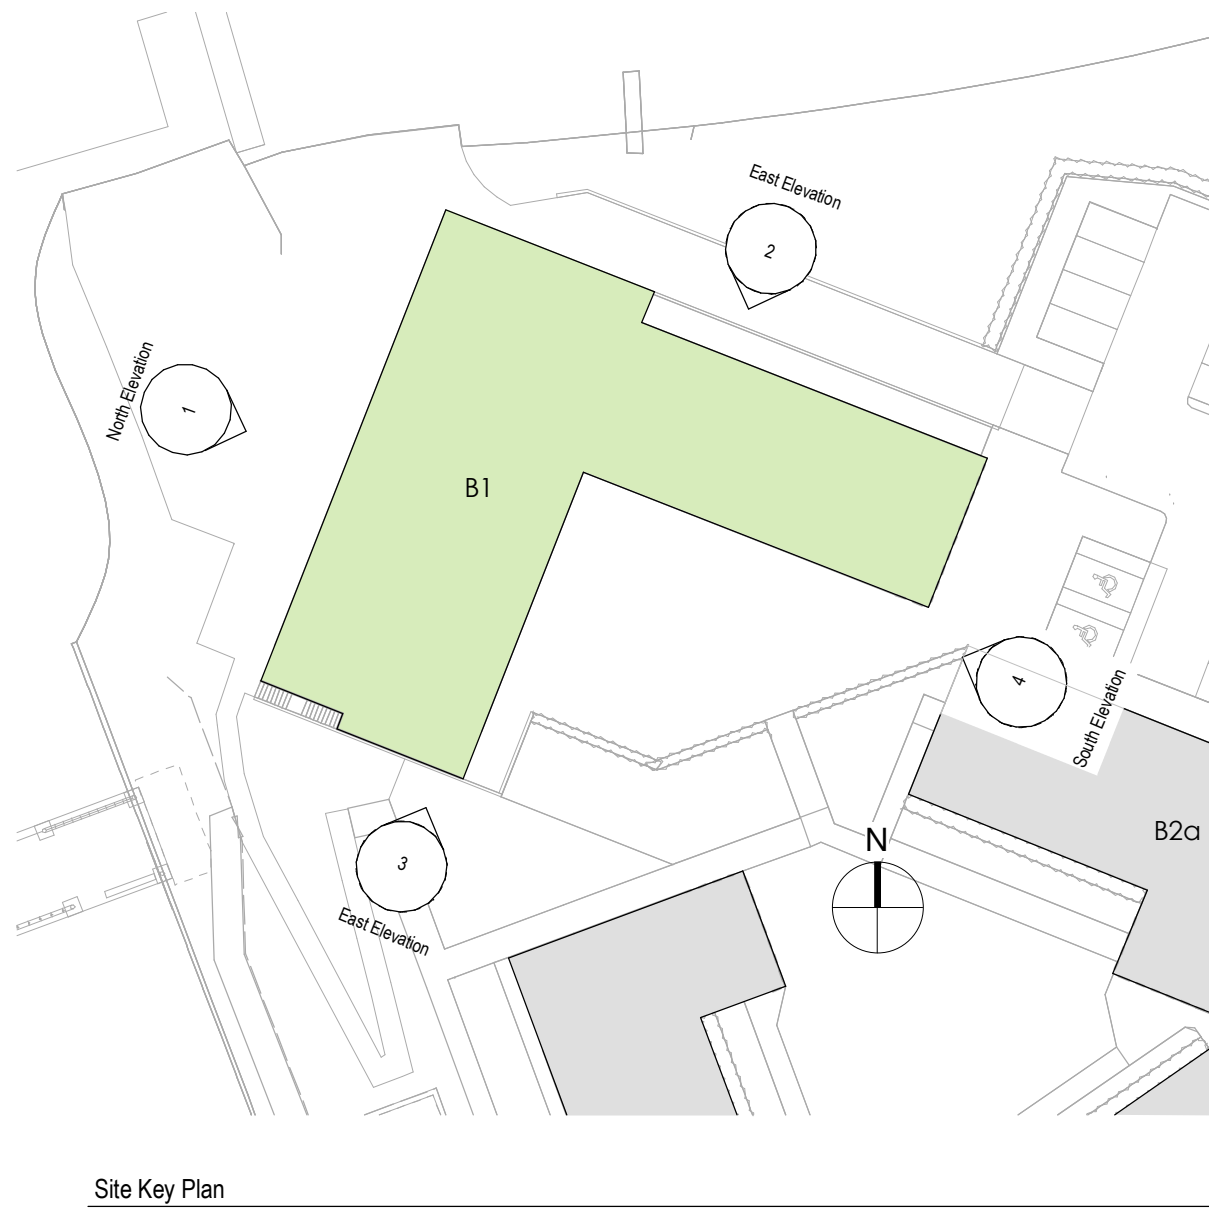 East Elevation
2
North Elevation
1
B1
4
South Elevation
B2a
N
3
East Elevation
Site Key Plan